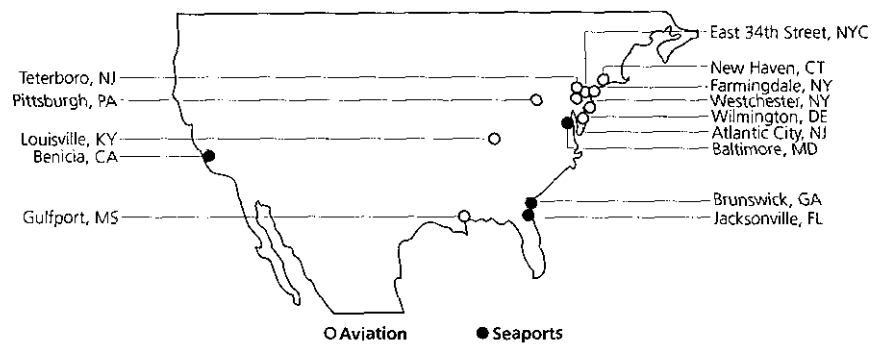 East 34th Street, NYC
Teterboro, NJ
New Haven, CT
Farmingdale, NY
Pittsburgh, PA
Westchester, NY
Wilmington, DE
Louisville, KY
Atlantic City, NJ
Benicia, CA
Baltimore, MD
Brunswick, GA
Gulfport, MS
Jacksonville, FL
Aviation
Seaports